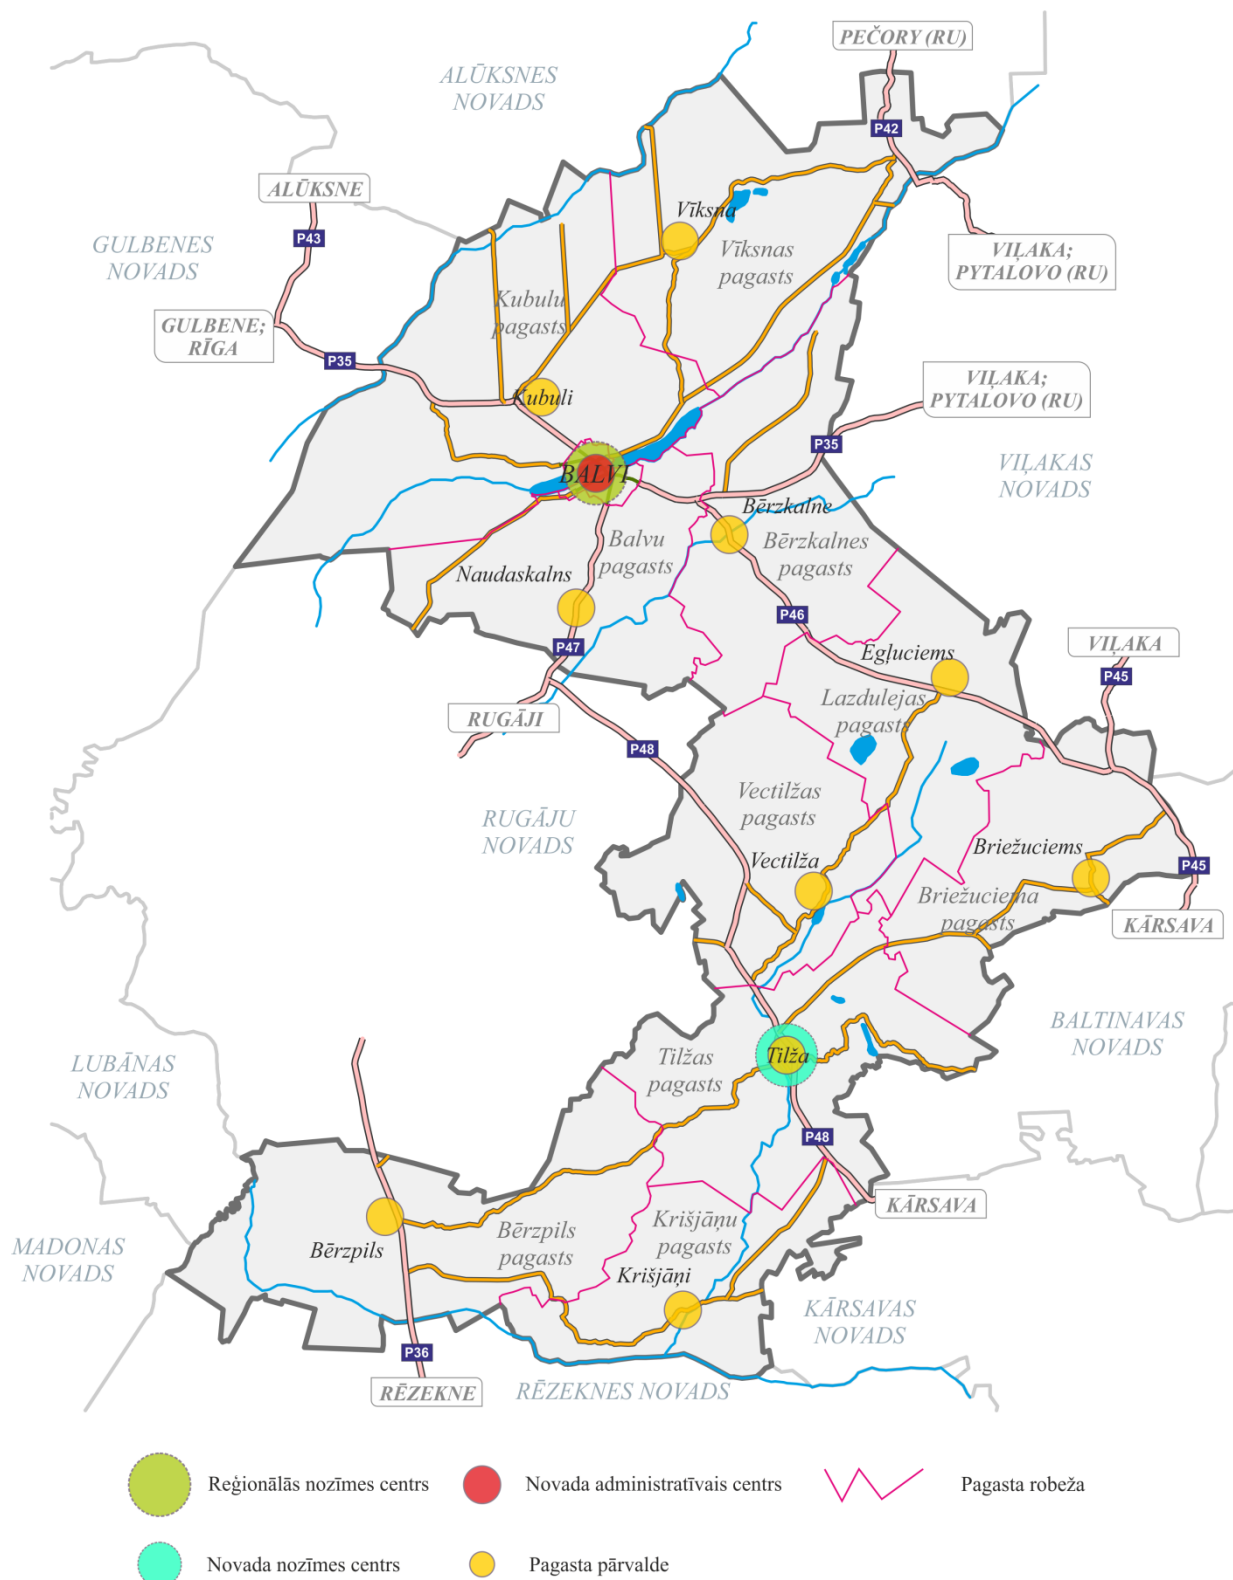 PEČORY (RU)
ALŪKSNES
NOVADS
P42
ALŪKSNE
Vīksna
P43
GULBENES
NOVADS
Vīksnas
pagasts
VIĻAKA;
PYTALOVO (RU)
Kubulu
pagasts
GULBENE;
RĪGA
P35
VIĻAKA;
PYTALOVO (RU)
Kubuli
P35
VIĻAKAS
NOVADS
BALVI
Bērzkalne
Balvu
pagasts
Bērzkalnes
pagasts
Naudaskalns
P46
P47
Egļuciems
VIĻAKA
P45
Lazdulejas
pagasts
RUGĀJI
P48
Vectilžas
pagasts
RUGĀJU
NOVADS
Briežuciems
Vectilža
P45
Briežuciema
pagasts
KĀRSAVA
BALTINAVAS
NOVADS
LUBĀNAS
NOVADS
Tilžas
pagasts
Tilža
P48
KĀRSAVA
Krišjāņu
pagasts
Bērzpils
pagasts
MADONAS
NOVADS
Bērzpils
Krišjāņi
KĀRSAVAS
NOVADS
P36
RĒZEKNE
RĒZEKNES NOVADS
Reģionālās nozīmes centrs
Novada administratīvais centrs
Pagasta robeža
Novada nozīmes centrs
Pagasta pārvalde